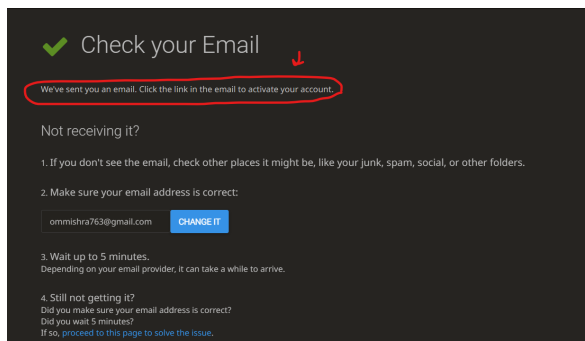 Check your Email
We've sent you an email. Click the link in the email to activate your account.
Not receiving it?
1. If you don't see the email, check other places it might be, like your junk, spam, social, or other folders.
2. Make sure your email address is correct:
ommishra763@gmail.com CHANGE IT
3. Wait up to 5 minutes.
Depending on your email provider, it can take a while to arrive.
4. Still not getting it?
Did you make sure your email address is correct?
Did you wait 5 minutes?
If so, proceed to this page to solve the issue.